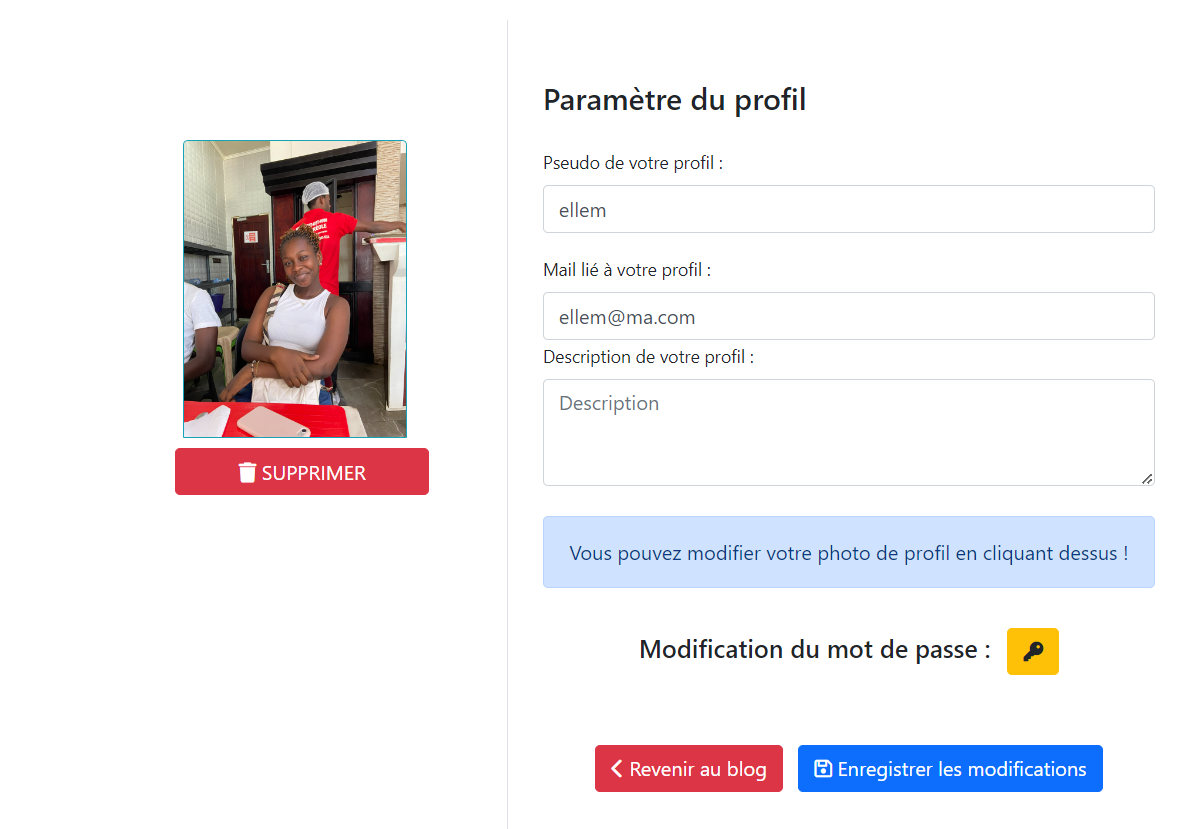 Paramètre du profil
Pseudo de votre profil :
ellem
Mail lié à votre profil :
ellem@ma.com
Description de votre profil :
Description
SUPPRIMER
Vous pouvez modifier votre photo de profil en cliquant dessus !
Modification du mot de passe :
Revenir au blog
Enregistrer les modifications